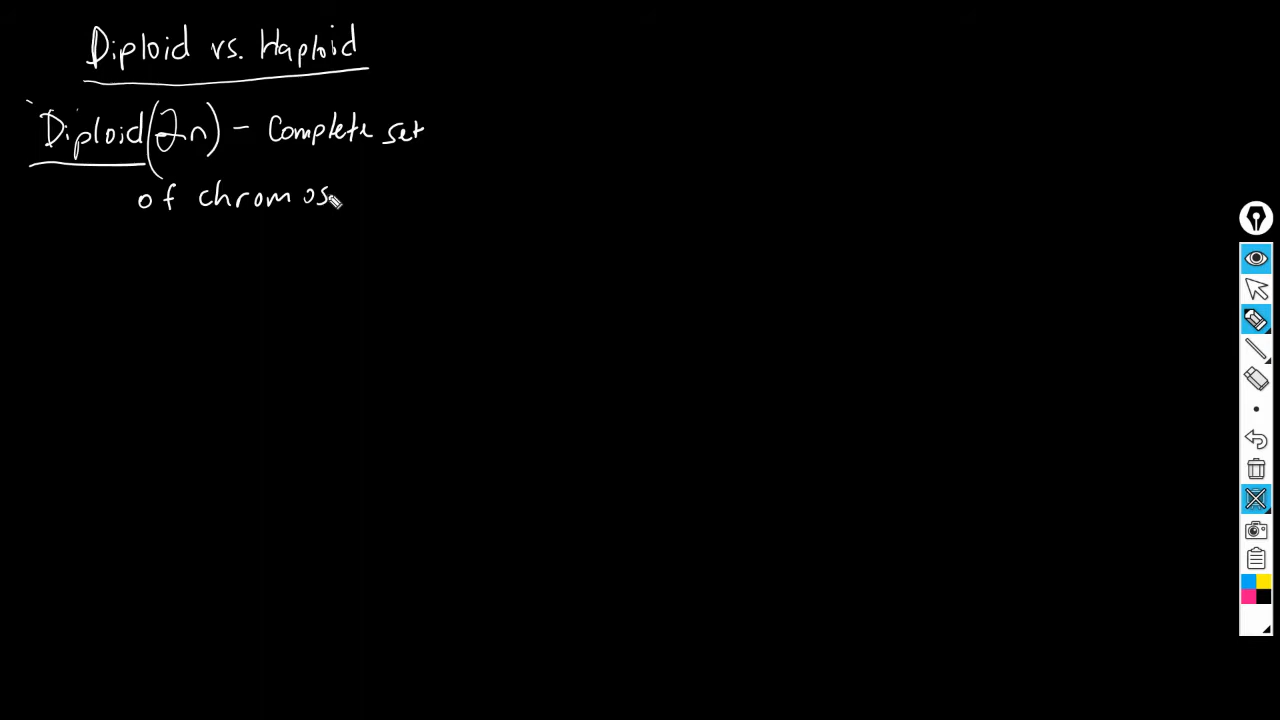 Diploid vs. Haploid
Diploid (2n) - Complete set
of chromos